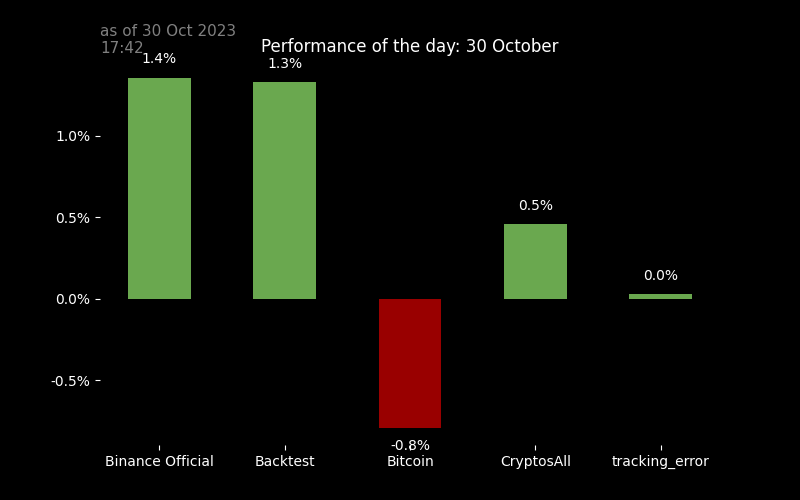 as of 30 Oct 2023
17:42
Performance of the day: 30 October
1.4%
1.3%
1.0%
0.5%
0.5%
0.0%
0.0%
-0.5%
-0.8%
Binance Official
Backtest
Bitcoin
CryptosAll
tracking_error